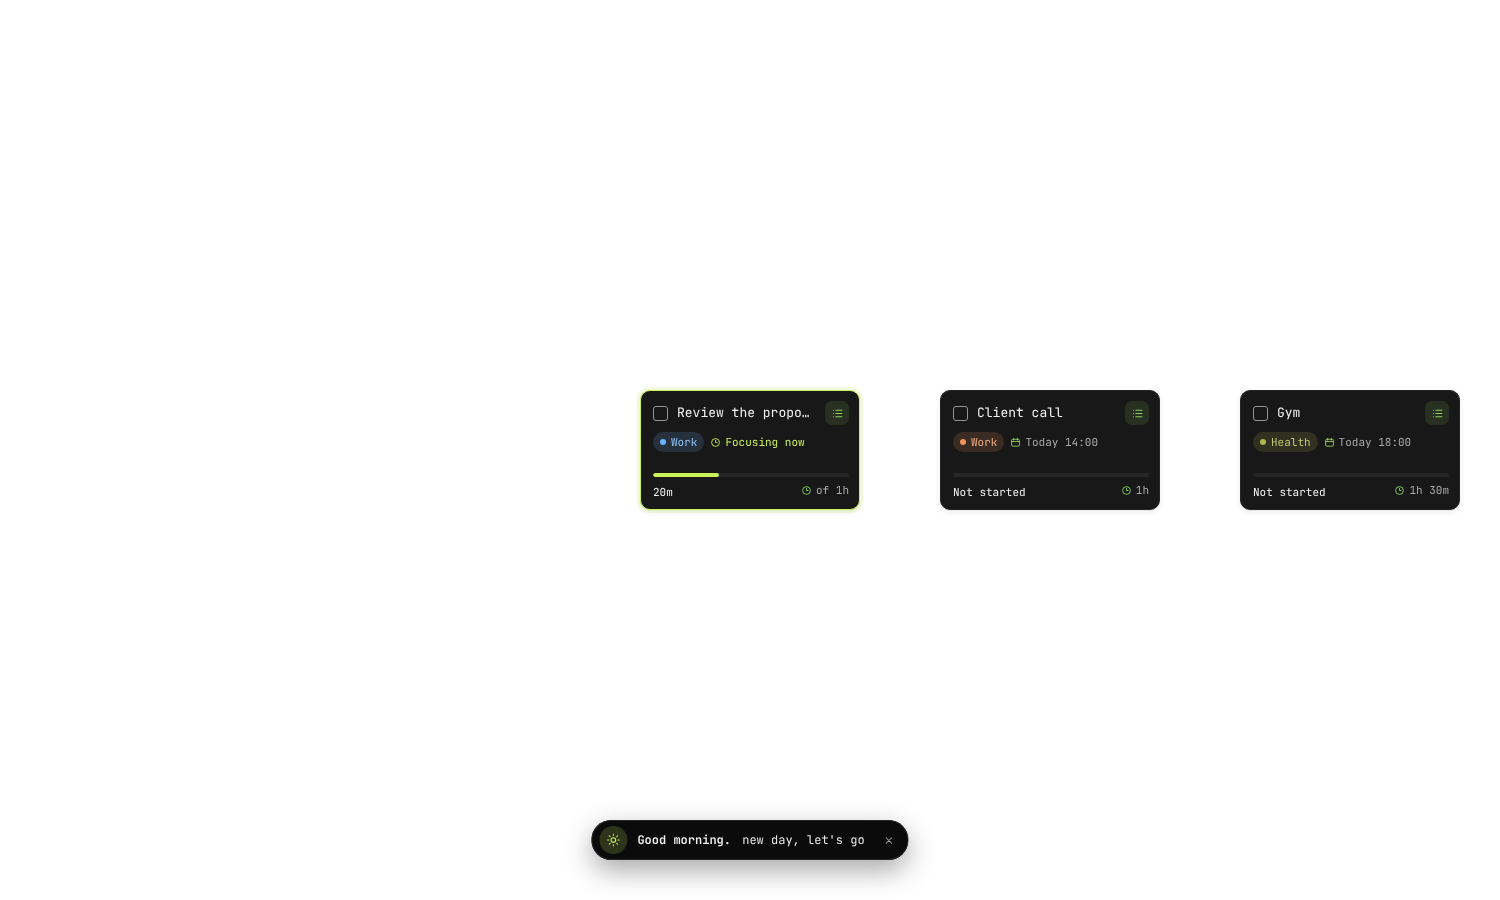 Review the propo…
Work Focusing now
20m of 1h
Client call
Work Today 14:00
Not started 1h
Gym
Health Today 18:00
Not started 1h 30m
Good morning. new day, let's go